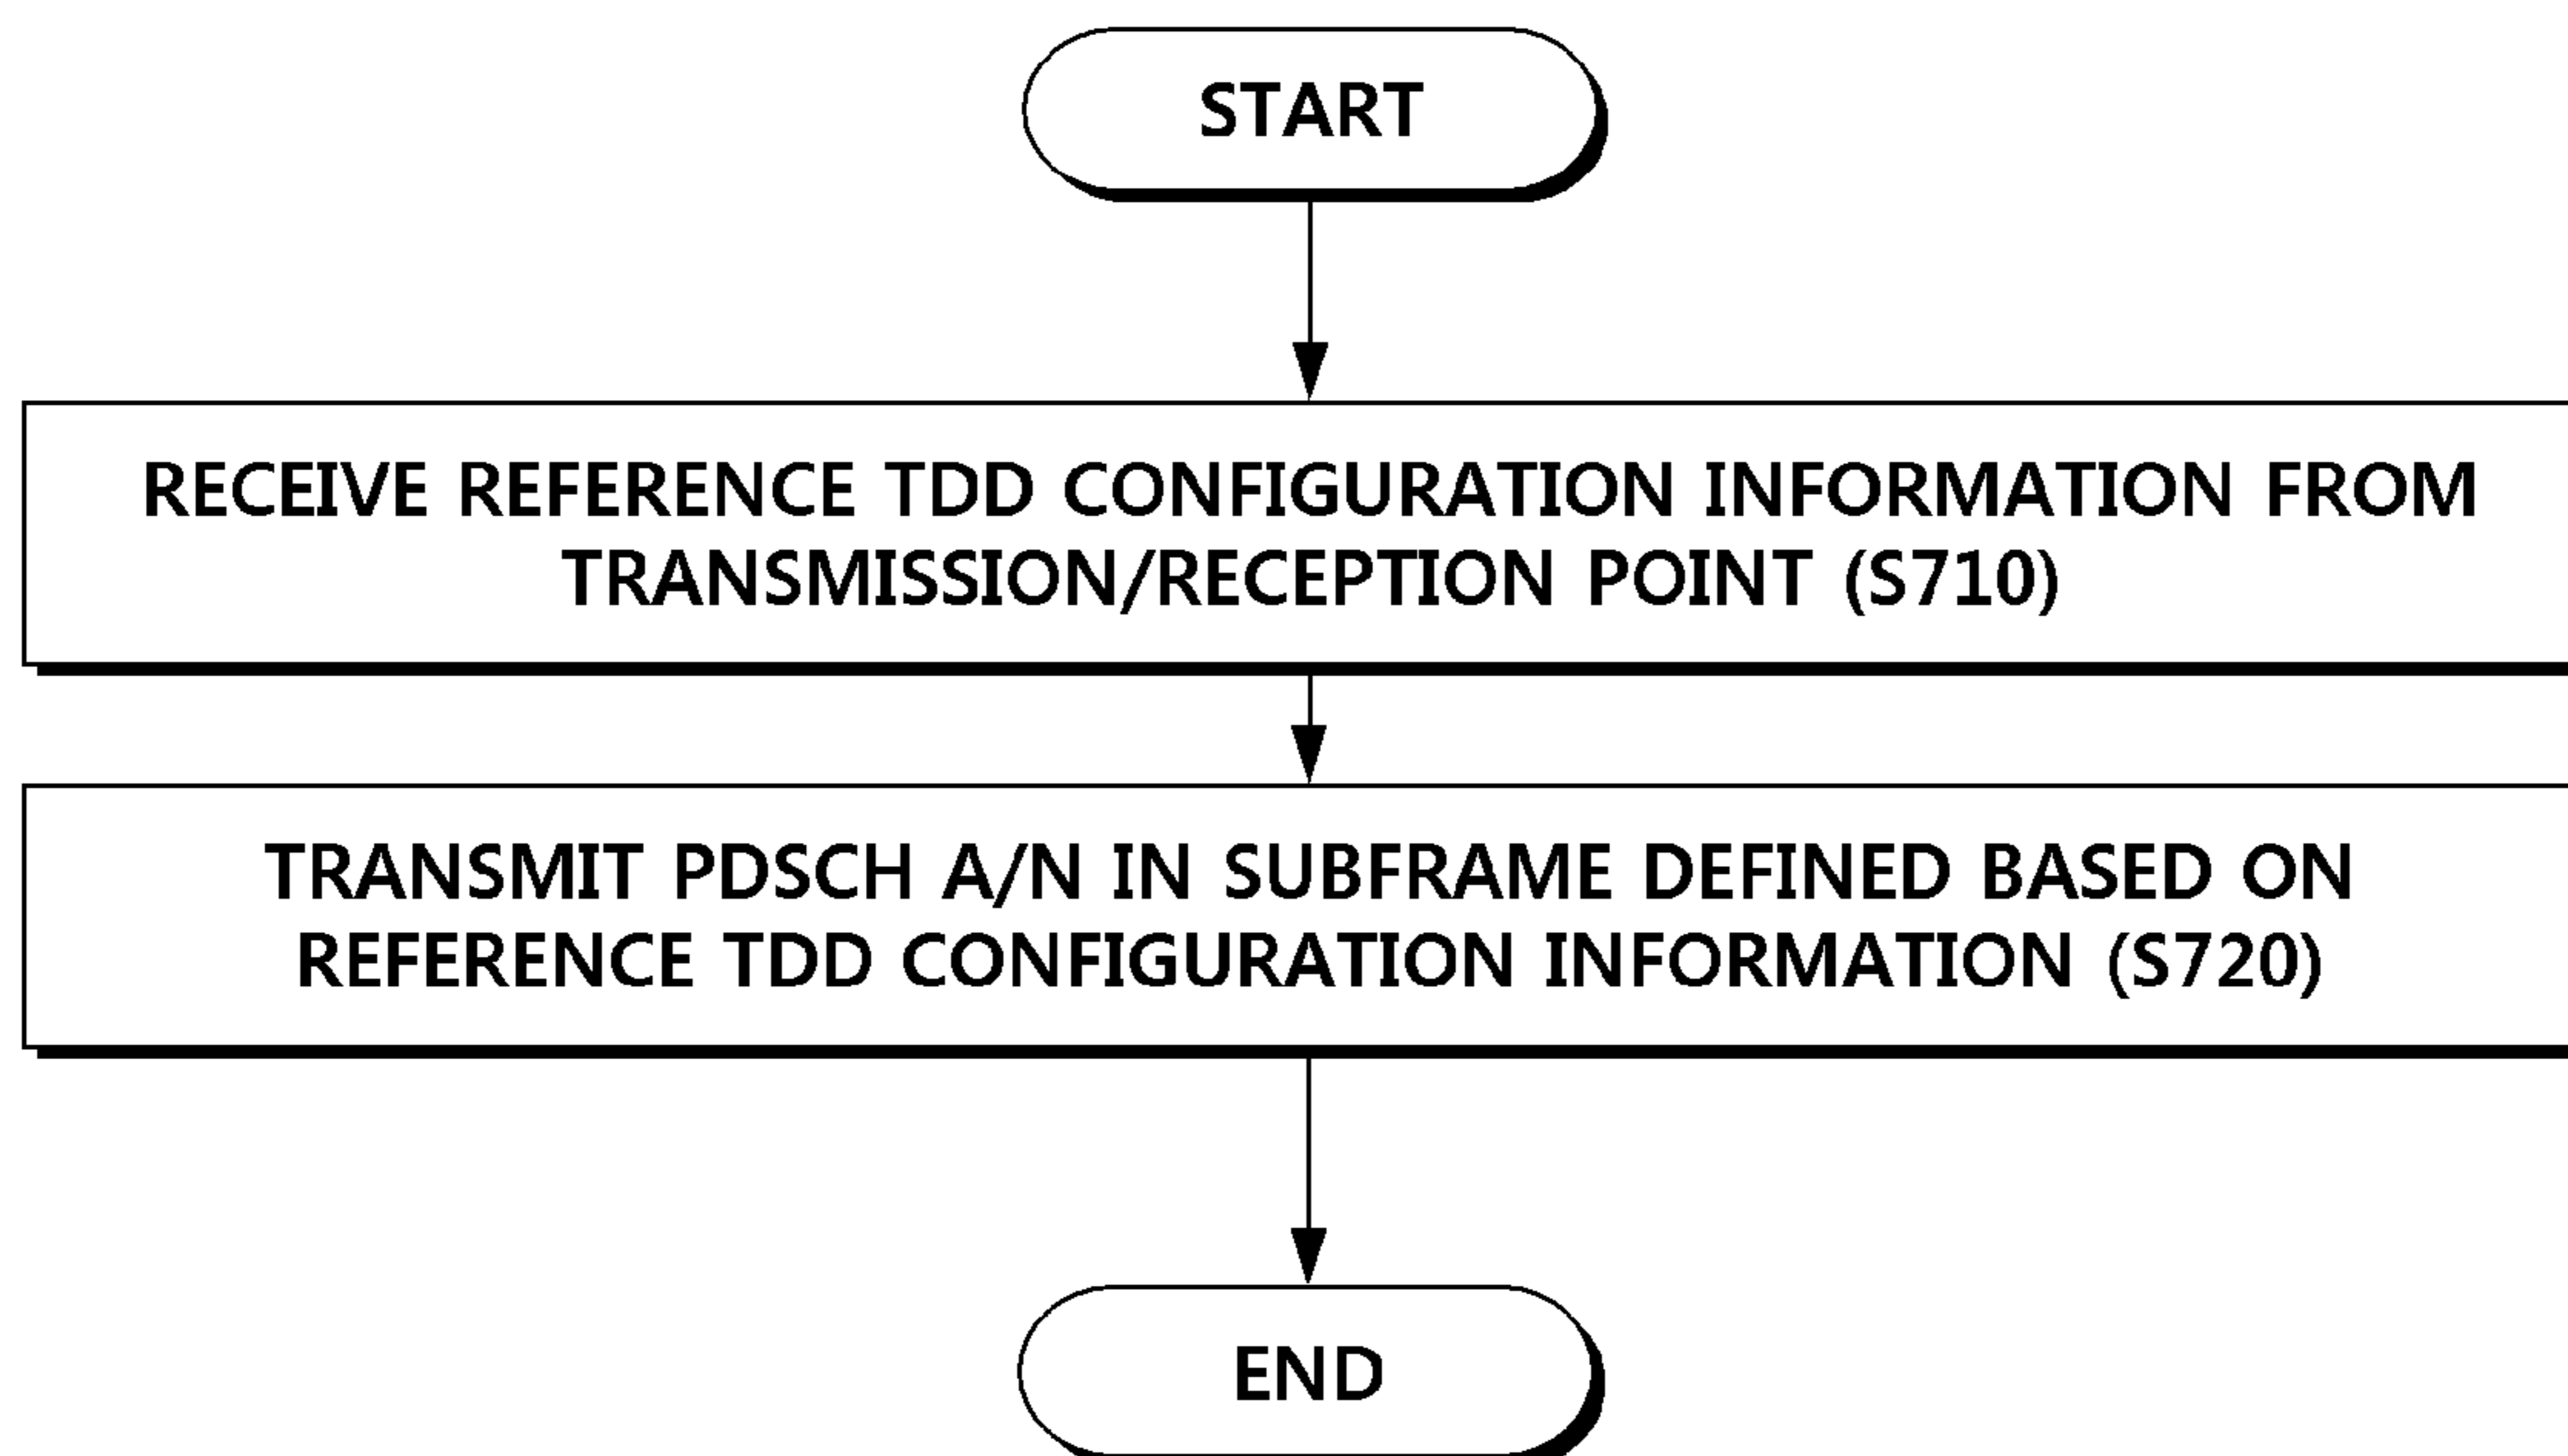 START
RECEIVE REFERENCE TDD CONFIGURATION INFORMATION FROM
TRANSMISSION/RECEPTION POINT (S710)
TRANSMIT PDSCH A/N IN SUBFRAME DEFINED BASED ON
REFERENCE TDD CONFIGURATION INFORMATION (S720)
END